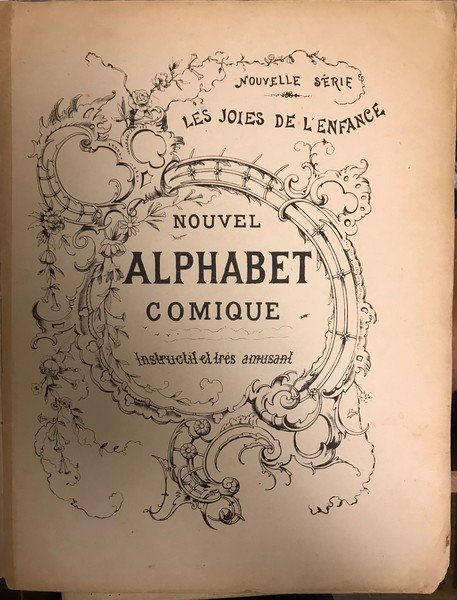 NOUVELLE SÉRIE
LES JOIES DE L'ENFANCE
NOUVEL
ALPHABET
COMIQUE
Instructif et très amusant